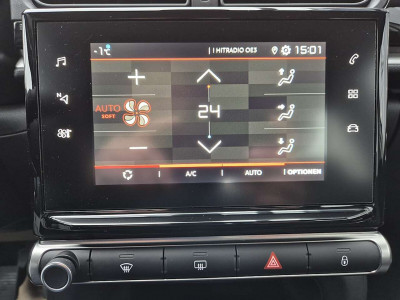 -1°C | HITRADIO OE3 15:01
+
AUTO
SOFT
24
−
| A/C | AUTO | OPTIONEN
N